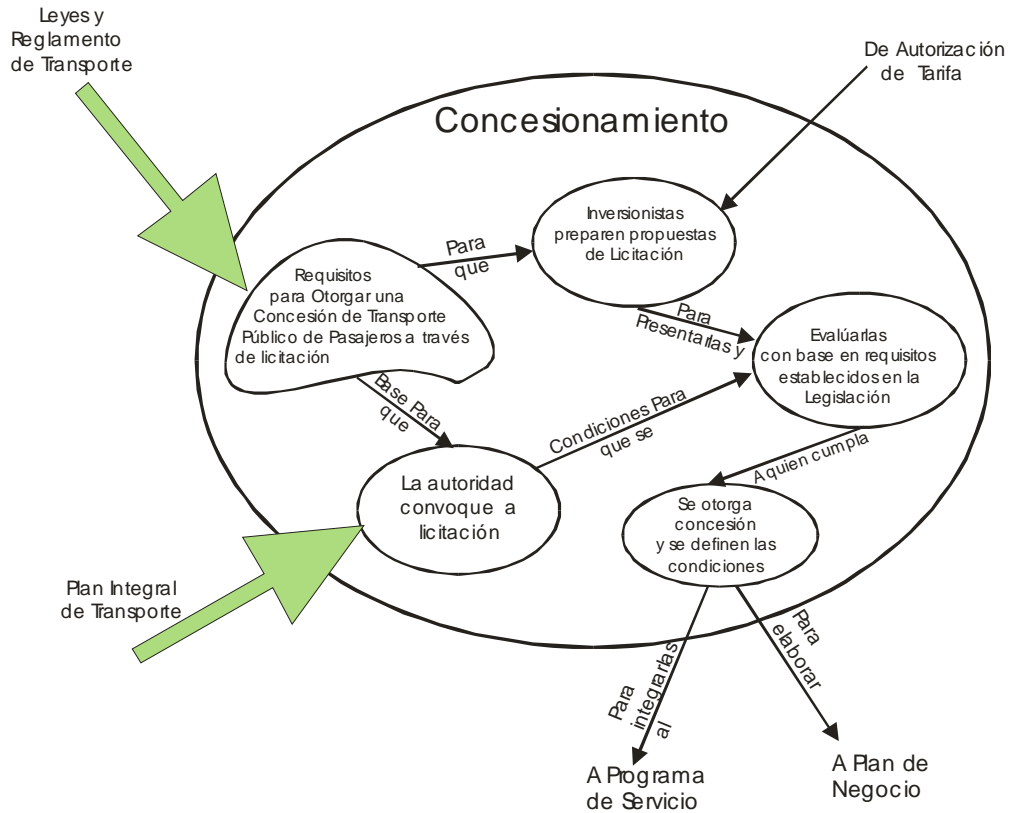 Leyes y
Reglamento
de Transporte
De Autorización
de Tarifa
Concesionamiento
Inversionistas
preparen propuestas
de Licitación
Para
que
Requisitos
para Otorgar una
Concesión de Transporte
Público de Pasajeros a través
de licitación
Para
Presentarlas y
Evalúarlas
con base en requisitos
establecidos en la
Legislación
Base Para
que
Condiciones Para
que se
A quien cumpla
La autoridad
convoque a
licitación
Se otorga
concesión
y se definen las
condiciones
Plan Integral
de Transporte
Para
integrarlas
al
Para
elaborar
A Programa
de Servicio
A Plan de
Negocio